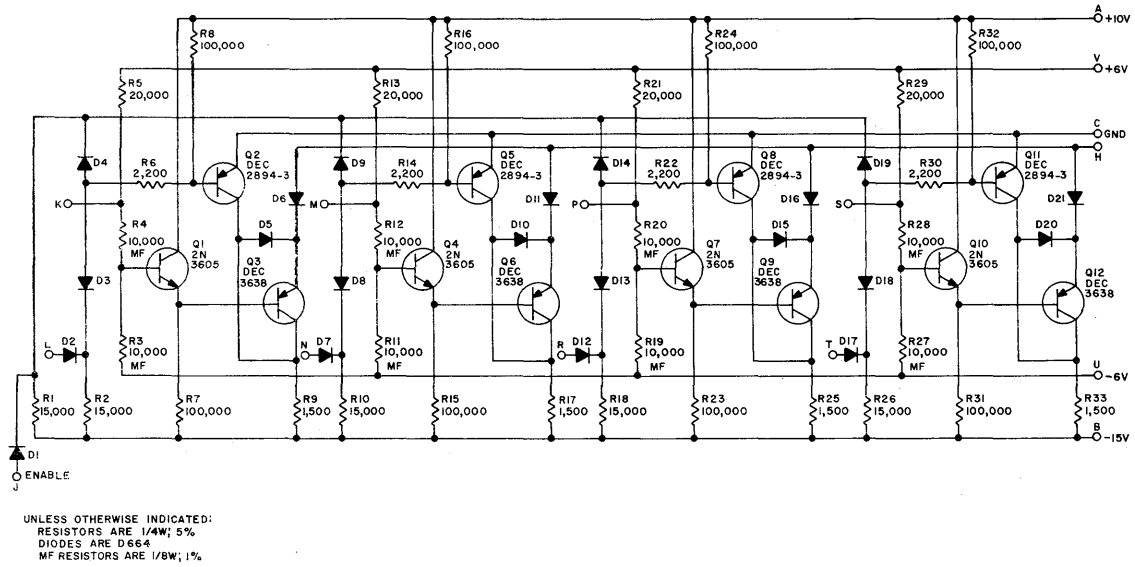 A
+10V
R8
100,000
R16
100,000
R24
100,000
R32
100,000
V
+6V
R5
20,000
R13
20,000
R21
20,000
R29
20,000
C
GND
H
D4
R6
2,200
Q2
DEC
2894-3
D9
R14
2,200
Q5
DEC
2894-3
D14
R22
2,200
Q8
DEC
2894-3
D19
R30
2,200
Q11
DEC
2894-3
K
D6
M
D11
P
D16
S
D21
R4
10,000
MF
Q1
2N
3605
D5
R12
10,000
MF
Q4
2N
3605
D10
R20
10,000
MF
Q7
2N
3605
D15
R28
10,000
MF
Q10
2N
3605
D20
D3
Q3
DEC
3638
D8
Q6
DEC
3638
D13
Q9
DEC
3638
D18
Q12
DEC
3638
L
D2
R3
10,000
MF
N
D7
R11
10,000
MF
R
D12
R19
10,000
MF
T
D17
R27
10,000
MF
U
-6V
R1
15,000
R2
15,000
R7
100,000
R9
1,500
R10
15,000
R15
100,000
R17
1,500
R18
15,000
R23
100,000
R25
1,500
R26
15,000
R31
100,000
R33
1,500
B
-15V
D1
ENABLE
J
UNLESS OTHERWISE INDICATED:
RESISTORS ARE 1/4W; 5%
DIODES ARE D664
MF RESISTORS ARE 1/8W; 1%